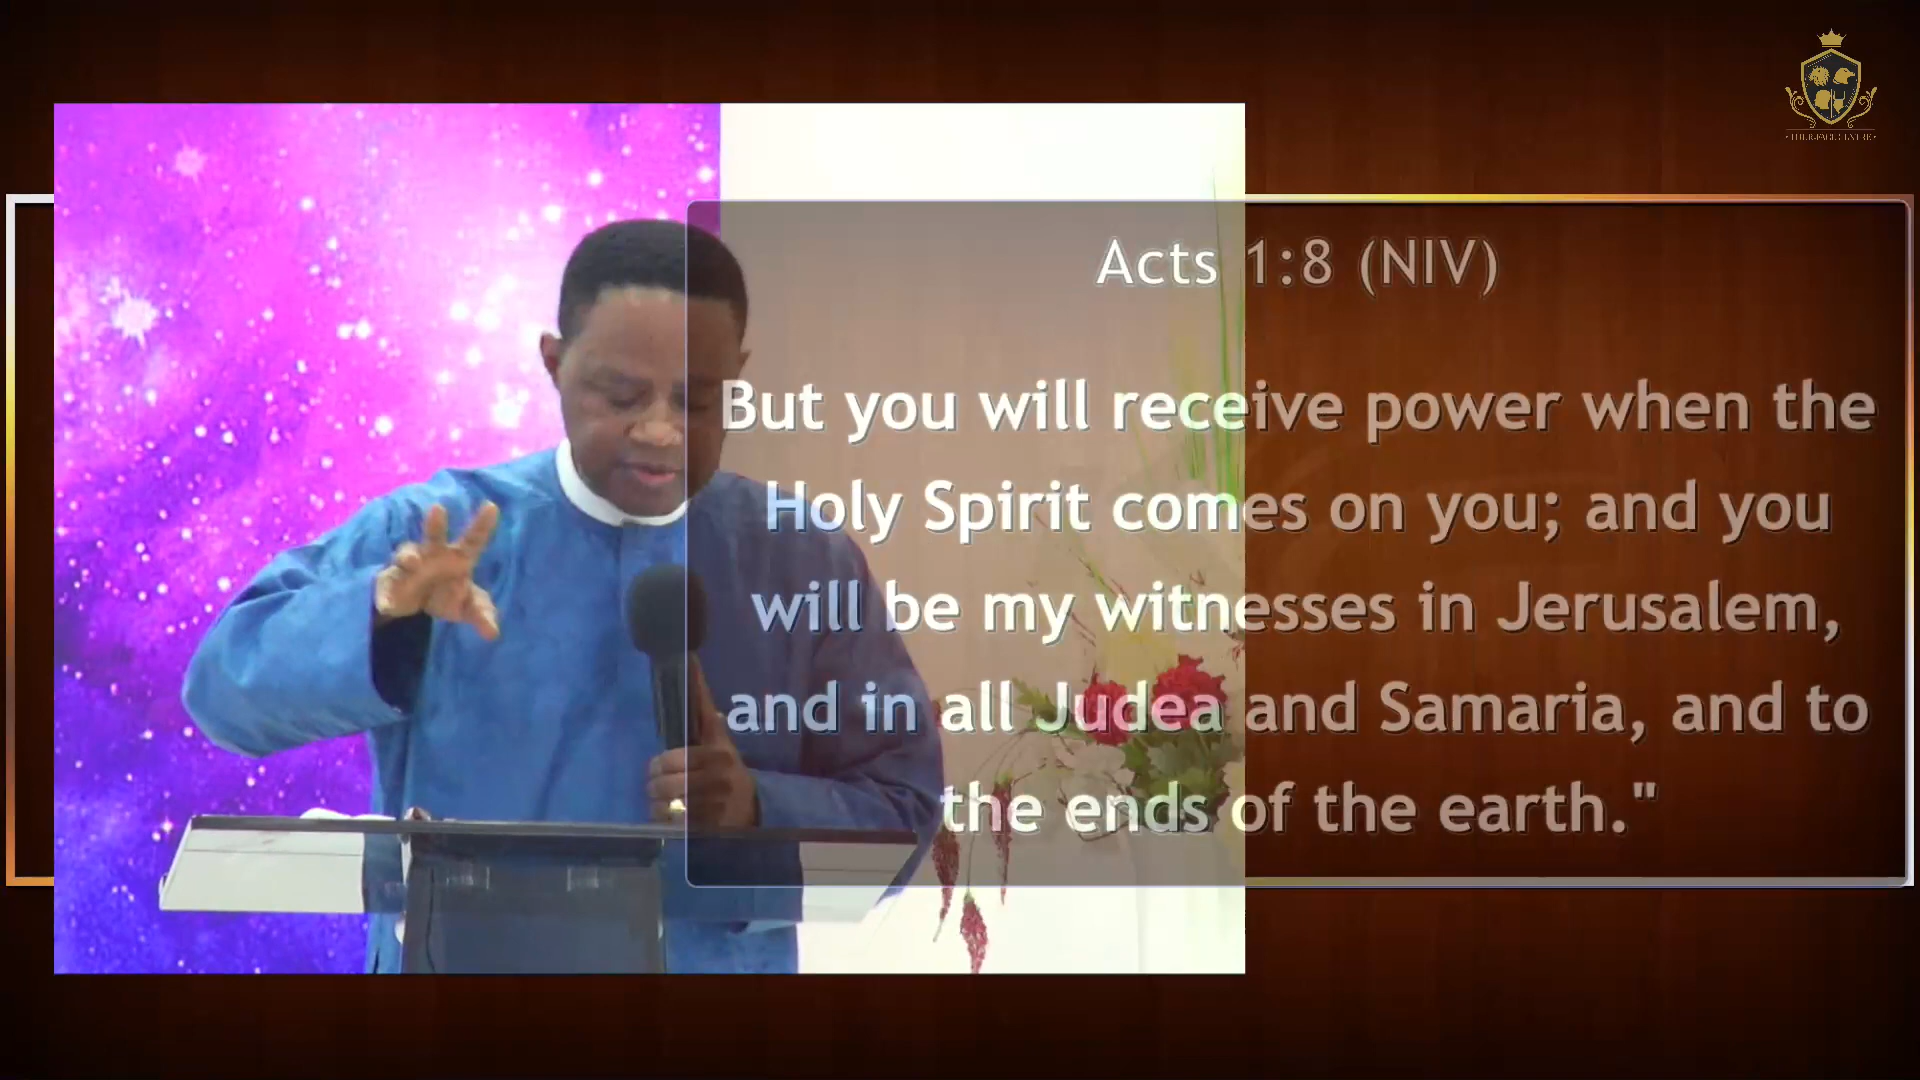 Acts 1:8 (NIV)
But you will receive power when the
Holy Spirit comes on you; and you
will be my witnesses in Jerusalem,
and in all Judea and Samaria, and to
the ends of the earth."